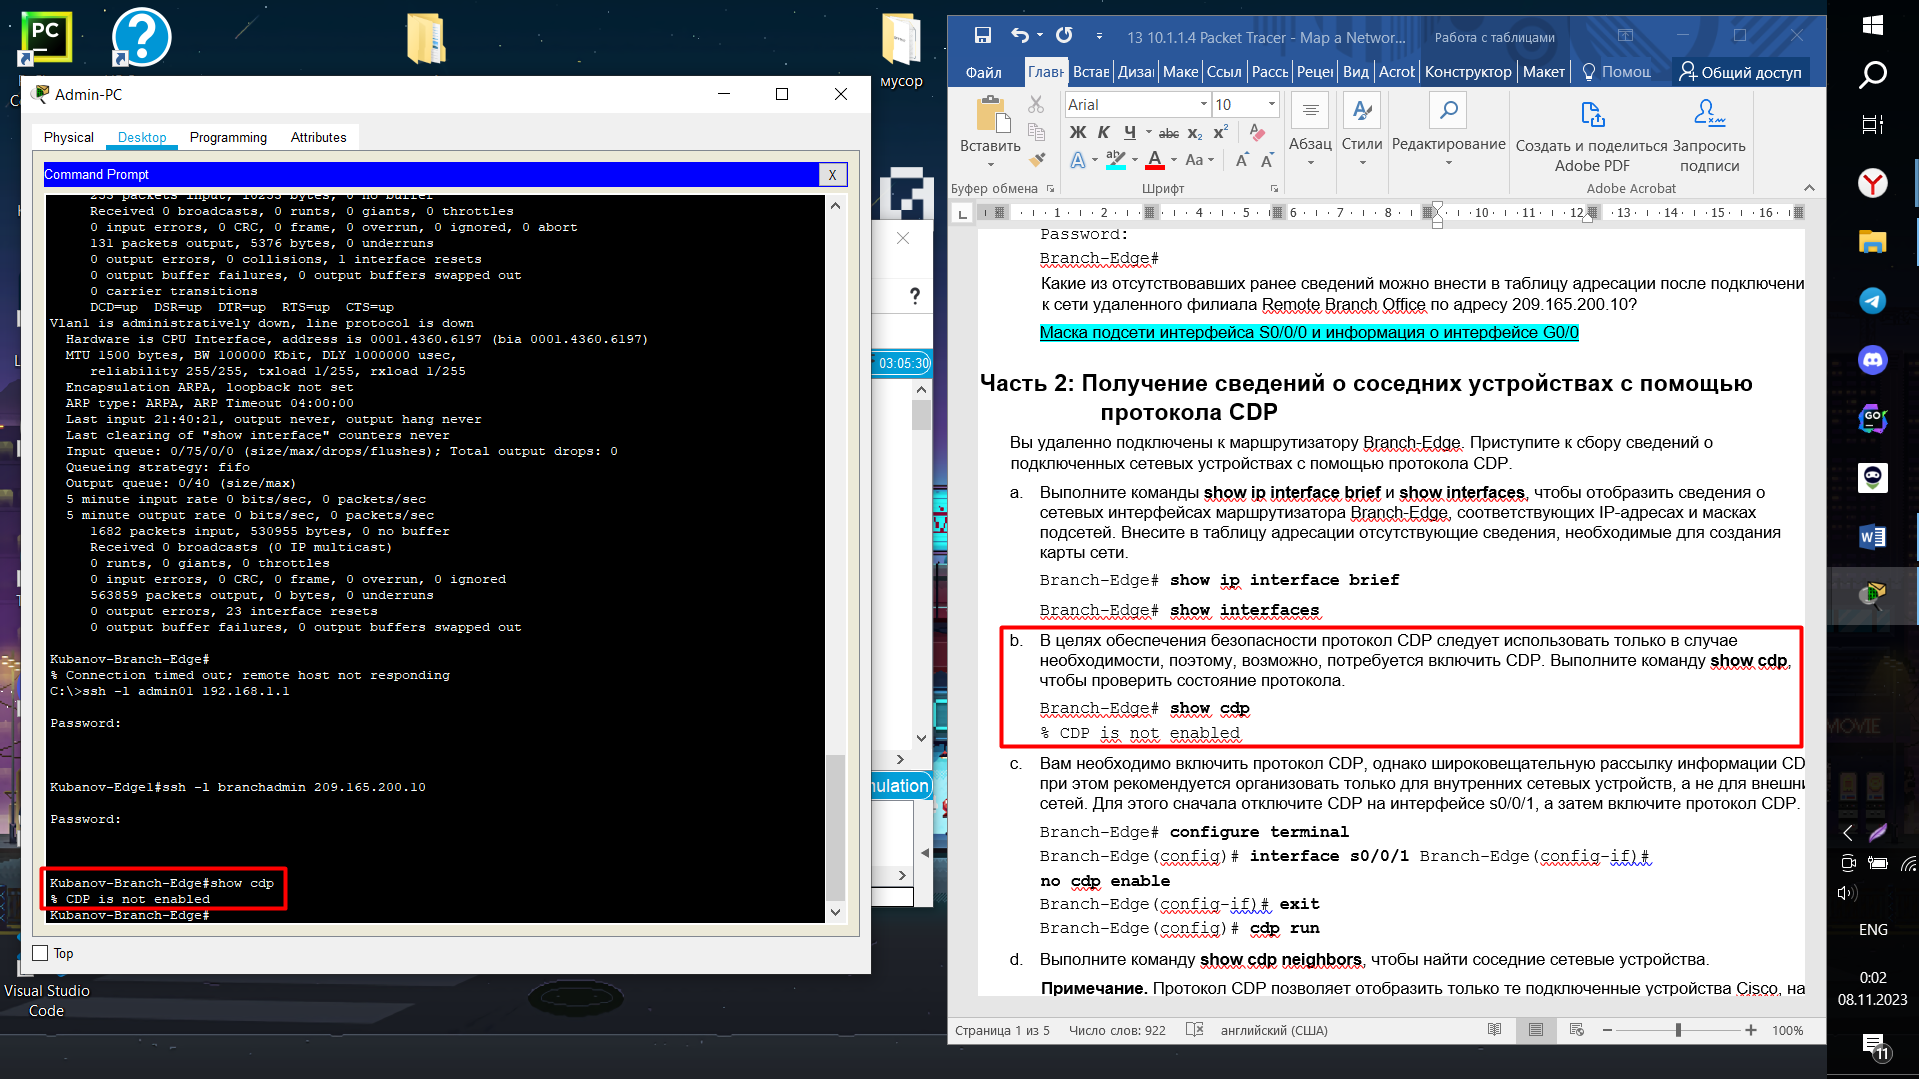 PC
?
мусор
Visual Studio
Code
Admin-PC
Physical
Desktop
Programming
Attributes
Command Prompt
X
Received 0 broadcasts, 0 runts, 0 giants, 0 throttles
0 input errors, 0 CRC, 0 frame, 0 overrun, 0 ignored, 0 abort
131 packets output, 5376 bytes, 0 underruns
0 output errors, 0 collisions, 1 interface resets
0 output buffer failures, 0 output buffers swapped out
0 carrier transitions
DCD=up DSR=up DTR=up RTS=up CTS=up
Vlan1 is administratively down, line protocol is down
Hardware is CPU Interface, address is 0001.4360.6197 (bia 0001.4360.6197)
MTU 1500 bytes, BW 100000 Kbit, DLY 1000000 usec,
reliability 255/255, txload 1/255, rxload 1/255
Encapsulation ARPA, loopback not set
ARP type: ARPA, ARP Timeout 04:00:00
Last input 21:40:21, output never, output hang never
Last clearing of "show interface" counters never
Input queue: 0/75/0/0 (size/max/drops/flushes); Total output drops: 0
Queueing strategy: fifo
Output queue: 0/40 (size/max)
5 minute input rate 0 bits/sec, 0 packets/sec
5 minute output rate 0 bits/sec, 0 packets/sec
1682 packets input, 530955 bytes, 0 no buffer
Received 0 broadcasts (0 IP multicast)
0 runts, 0 giants, 0 throttles
0 input errors, 0 CRC, 0 frame, 0 overrun, 0 ignored
563859 packets output, 0 bytes, 0 underruns
0 output errors, 23 interface resets
0 output buffer failures, 0 output buffers swapped out
Kubanov-Branch-Edge#
% Connection timed out; remote host not responding
C:\>ssh -l admin01 192.168.1.1
Password:
Kubanov-Edge1#ssh -l branchadmin 209.165.200.10
Password:
Kubanov-Branch-Edge#show cdp
% CDP is not enabled
Kubanov-Branch-Edge#
Top
?
03:05:30
nulation
13 10.1.1.4 Packet Tracer - Map a Networ...
Работа с таблицами
Файл
Главн
Встав
Дизай
Маке
Ссыл
Рассы
Рецен
Вид
Acrob
Конструктор
Макет
Помощ
Общий доступ
Вставить
Буфер обмена
Arial
10
Ж К Ч abc X₂ X²
A ab A Aa A A
Шрифт
Абзац
Стили
Редактирование
Создать и поделиться
Adobe PDF
Запросить
подписи
Adobe Acrobat
1 2 4 5 6 7 8 10 11 12 13 14 15 16
Password:
Branch-Edge#
Какие из отсутствовавших ранее сведений можно внести в таблицу адресации после подключени
к сети удаленного филиала Remote Branch Office по адресу 209.165.200.10?
Маска подсети интерфейса S0/0/0 и информация о интерфейсе G0/0
Часть 2: Получение сведений о соседних устройствах с помощью
протокола CDP
Вы удаленно подключены к маршрутизатору Branch-Edge. Приступите к сбору сведений о
подключенных сетевых устройствах с помощью протокола CDP.
a. Выполните команды show ip interface brief и show interfaces, чтобы отобразить сведения о
сетевых интерфейсах маршрутизатора Branch-Edge, соответствующих IP-адресах и масках
подсетей. Внесите в таблицу адресации отсутствующие сведения, необходимые для создания
карты сети.
Branch-Edge# show ip interface brief
Branch-Edge# show interfaces
b. В целях обеспечения безопасности протокол CDP следует использовать только в случае
необходимости, поэтому, возможно, потребуется включить CDP. Выполните команду show cdp,
чтобы проверить состояние протокола.
Branch-Edge# show cdp
% CDP is not enabled
c. Вам необходимо включить протокол CDP, однако широковещательную рассылку информации CD
при этом рекомендуется организовать только для внутренних сетевых устройств, а не для внешни
сетей. Для этого сначала отключите CDP на интерфейсе s0/0/1, а затем включите протокол CDP.
Branch-Edge# configure terminal
Branch-Edge(config)# interface s0/0/1 Branch-Edge(config-if)#
no cdp enable
Branch-Edge(config-if)# exit
Branch-Edge(config)# cdp run
d. Выполните команду show cdp neighbors, чтобы найти соседние сетевые устройства.
Примечание. Протокол CDP позволяет отобразить только те подключенные устройства Cisco, на
Страница 1 из 5
Число слов: 922
английский (США)
100%
GO
ENG
0:02
08.11.2023
11